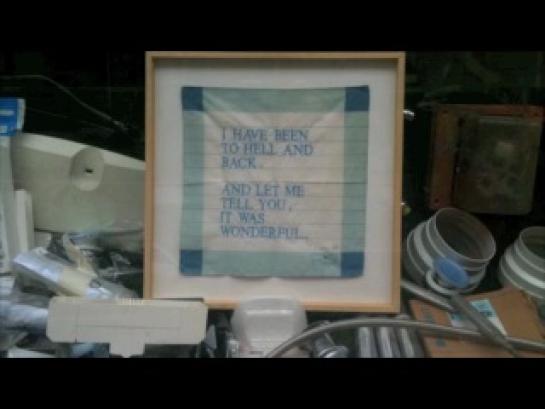 I HAVE BEEN
TO HELL AND
BACK.
AND LET ME
TELL YOU,
IT WAS
WONDERFUL.